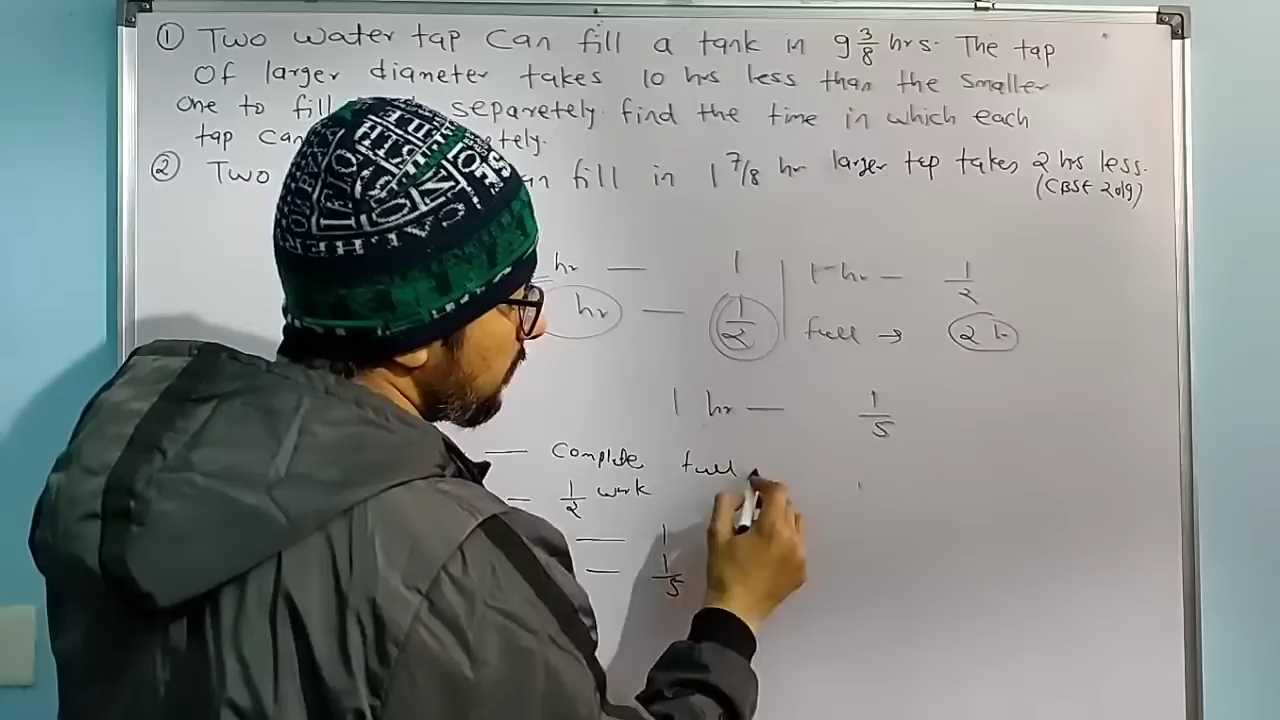 ① Two water tap can fill a tank in 9 3/8 hrs. The tap
of larger diameter takes 10 hrs less than the smaller
one to fill separetely. find the time in which each
tap can tely.
② Two fill in 1 7/8 hr larger tap takes 2 hrs less.
(CBSE 2019)
hr — 1 | 1 hr — 1/2
hr — 1/2 | full → 2 h
1 hr — 1/5
— Complete full
— 1/2 work
— 1
— 1/5